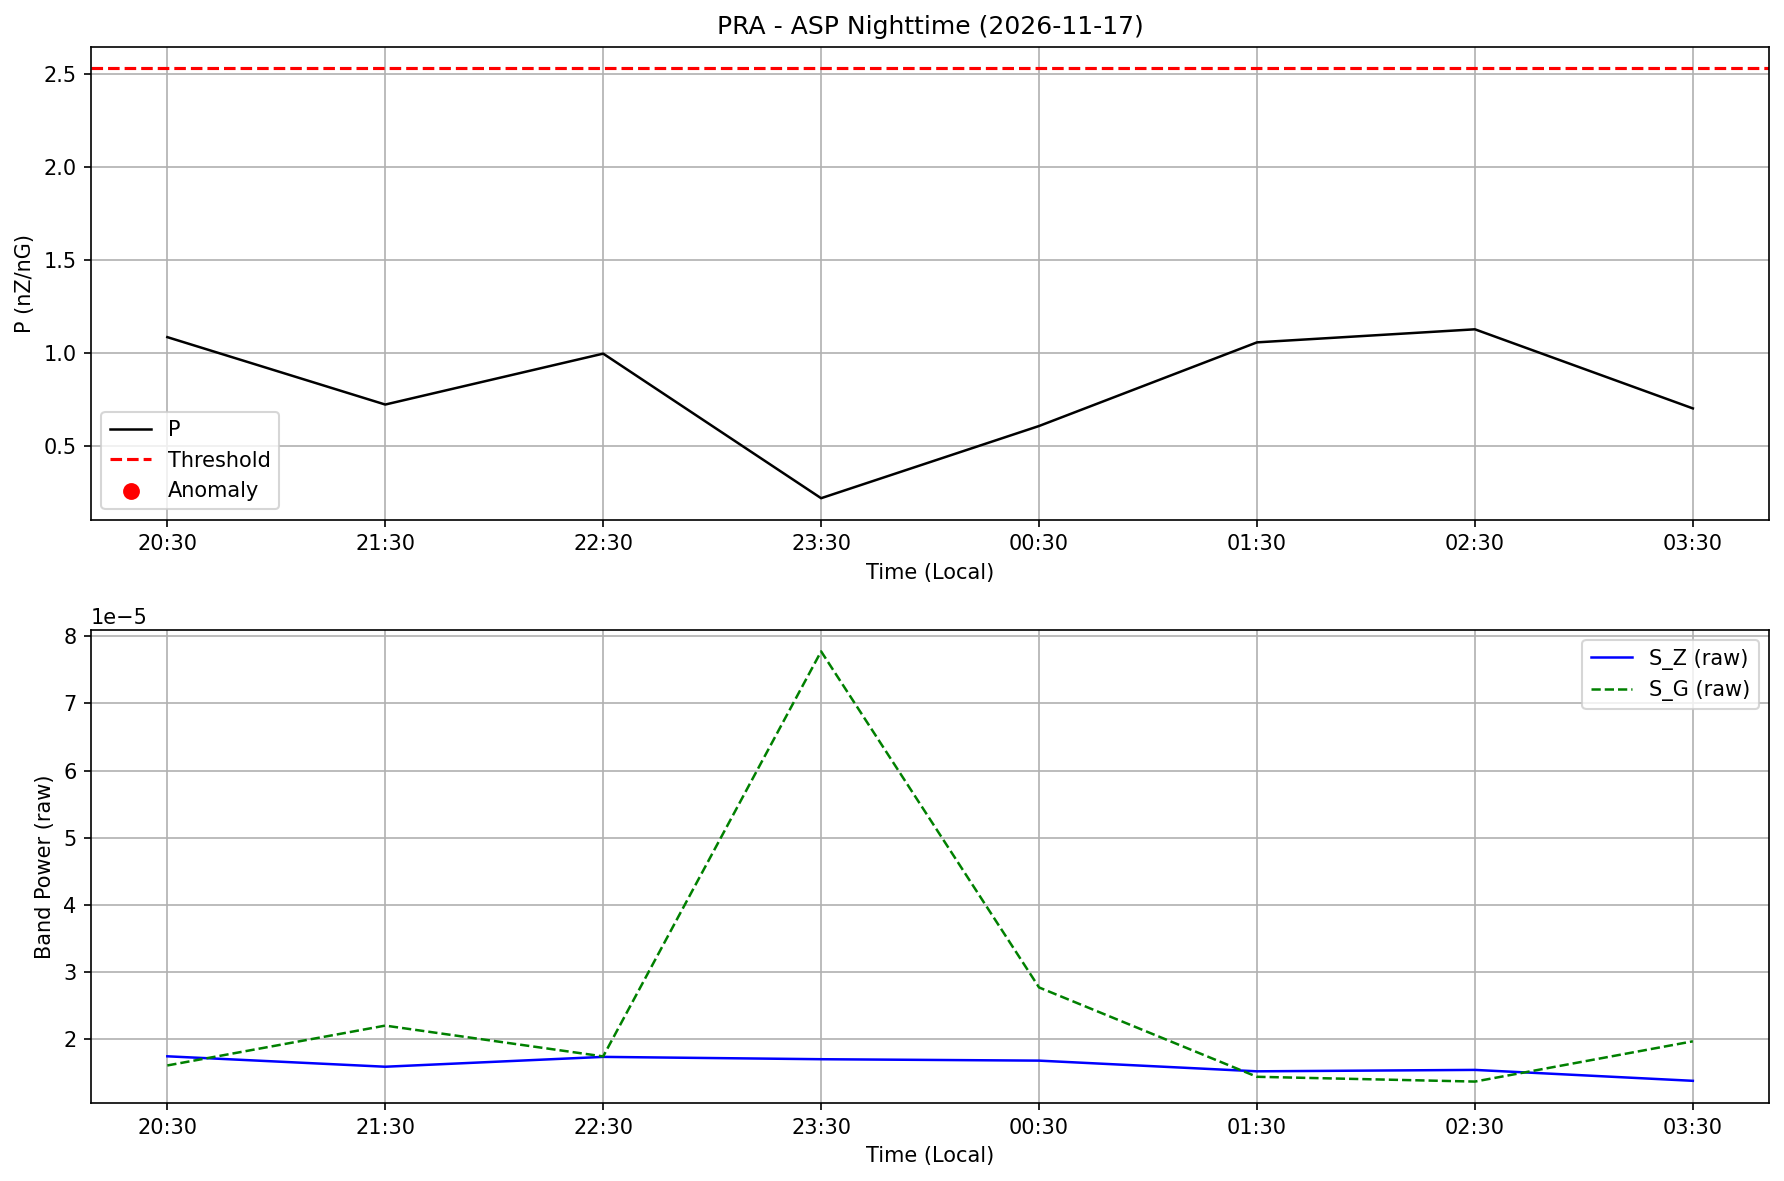 PRA - ASP Nighttime (2026-11-17)
P (nZ/nG)
2.5
2.0
1.5
1.0
0.5
P
Threshold
Anomaly
20:30 21:30 22:30 23:30 00:30 01:30 02:30 03:30
Time (Local)
1e−5
Band Power (raw)
8
7
6
5
4
3
2
S_Z (raw)
S_G (raw)
20:30 21:30 22:30 23:30 00:30 01:30 02:30 03:30
Time (Local)